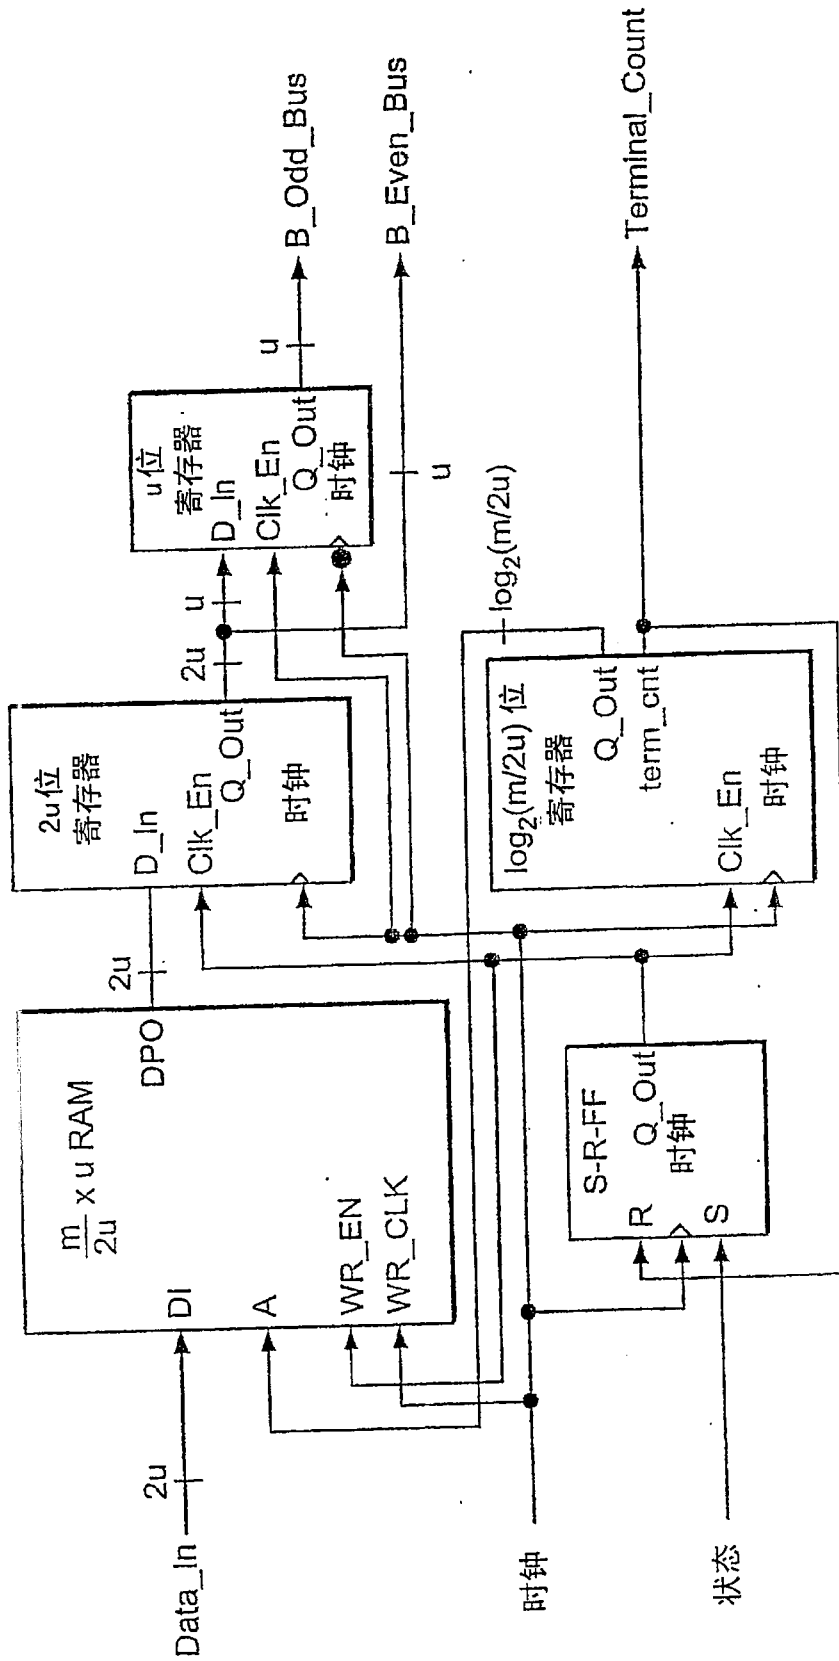 Data_In
2u
m
2u
x u RAM
DI
DPO
A
WR_EN
WR_CLK
2u
2u位
寄存器
D_In
Clk_En
Q_Out
时钟
2u
u
u位
寄存器
D_In
Clk_En
Q_Out
时钟
u
B_Odd_Bus
u
B_Even_Bus
时钟
状态
S-R-FF
R
Q_Out
时钟
S
log₂(m/2u) 位
寄存器
Q_Out
term_cnt
Clk_En
时钟
log₂(m/2u)
Terminal_Count